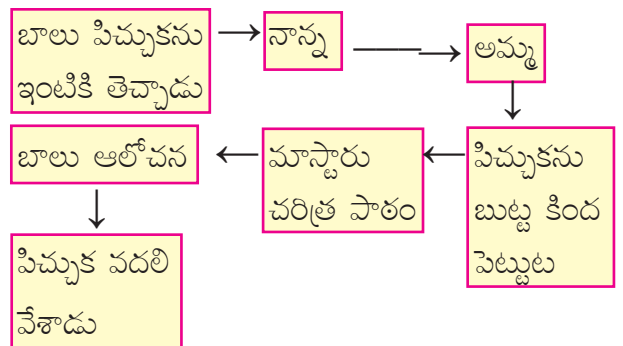 బాలు పిచ్చుకను
ఇంటికి తెచ్చాడు
నాన్న
అమ్మ
పిచ్చుకను
బుట్ట కింద
పెట్టుట
మాస్టారు
చరిత్ర పాఠం
బాలు ఆలోచన
పిచ్చుక వదలి
వేశాడు